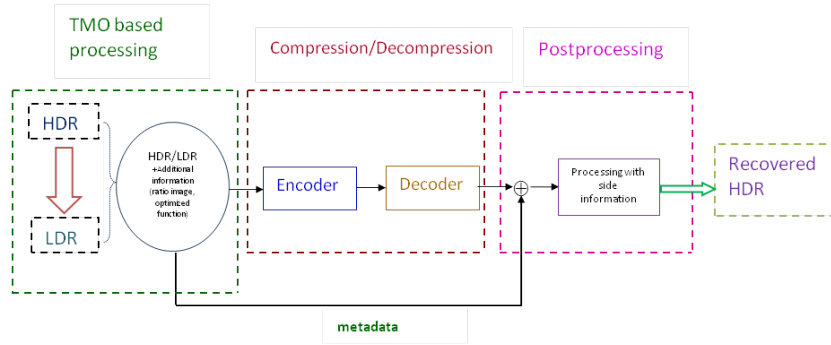 TMO based
processing
Compression/Decompression
Postprocessing
HDR
LDR
HDR/LDR
+Additional
information
(ratio image,
optimized
function)
Encoder
Decoder
Processing with
side
information
Recovered
HDR
metadata